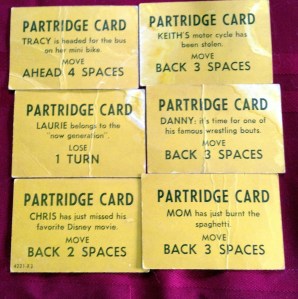 PARTRIDGE CARD
TRACY is headed for the bus
on her mini bike.
MOVE
AHEAD 4 SPACES
PARTRIDGE CARD
KEITH'S motor cycle has
been stolen.
MOVE
BACK 3 SPACES
PARTRIDGE CARD
LAURIE belongs to the
"now generation".
LOSE
1 TURN
PARTRIDGE CARD
DANNY: it's time for one of
his famous wrestling bouts.
MOVE
BACK 3 SPACES
PARTRIDGE CARD
CHRIS has just missed his
favorite Disney movie.
MOVE
BACK 2 SPACES
PARTRIDGE CARD
MOM has just burnt the
spaghetti.
MOVE
BACK 3 SPACES